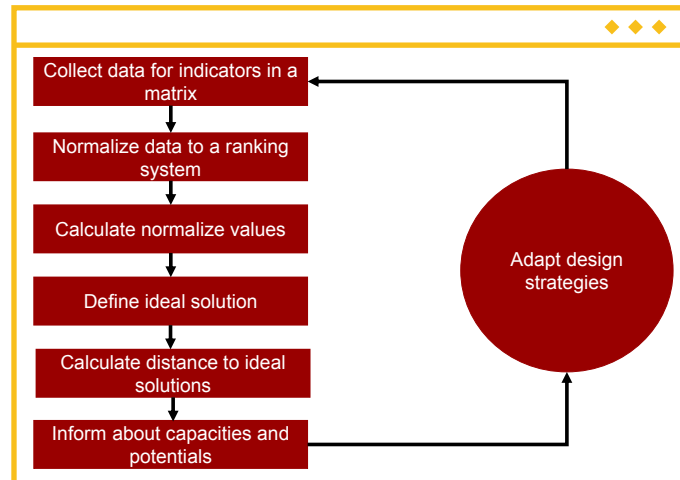 Collect data for indicators in a
matrix
Normalize data to a ranking
system
Calculate normalize values
Define ideal solution
Calculate distance to ideal
solutions
Inform about capacities and
potentials
Adapt design
strategies